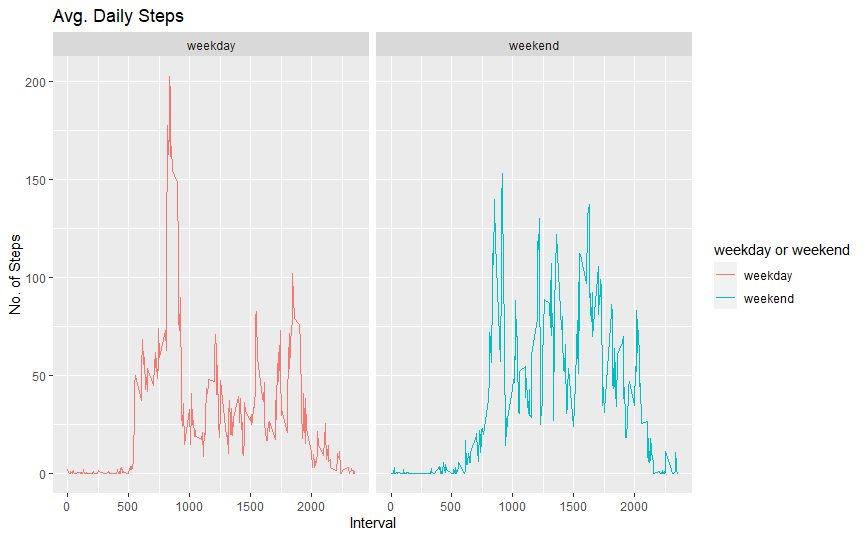 Avg. Daily Steps
weekday weekend
200
150
100
50
0
No. of Steps
0 500 1000 1500 2000 0 500 1000 1500 2000
Interval
weekday or weekend
weekday
weekend